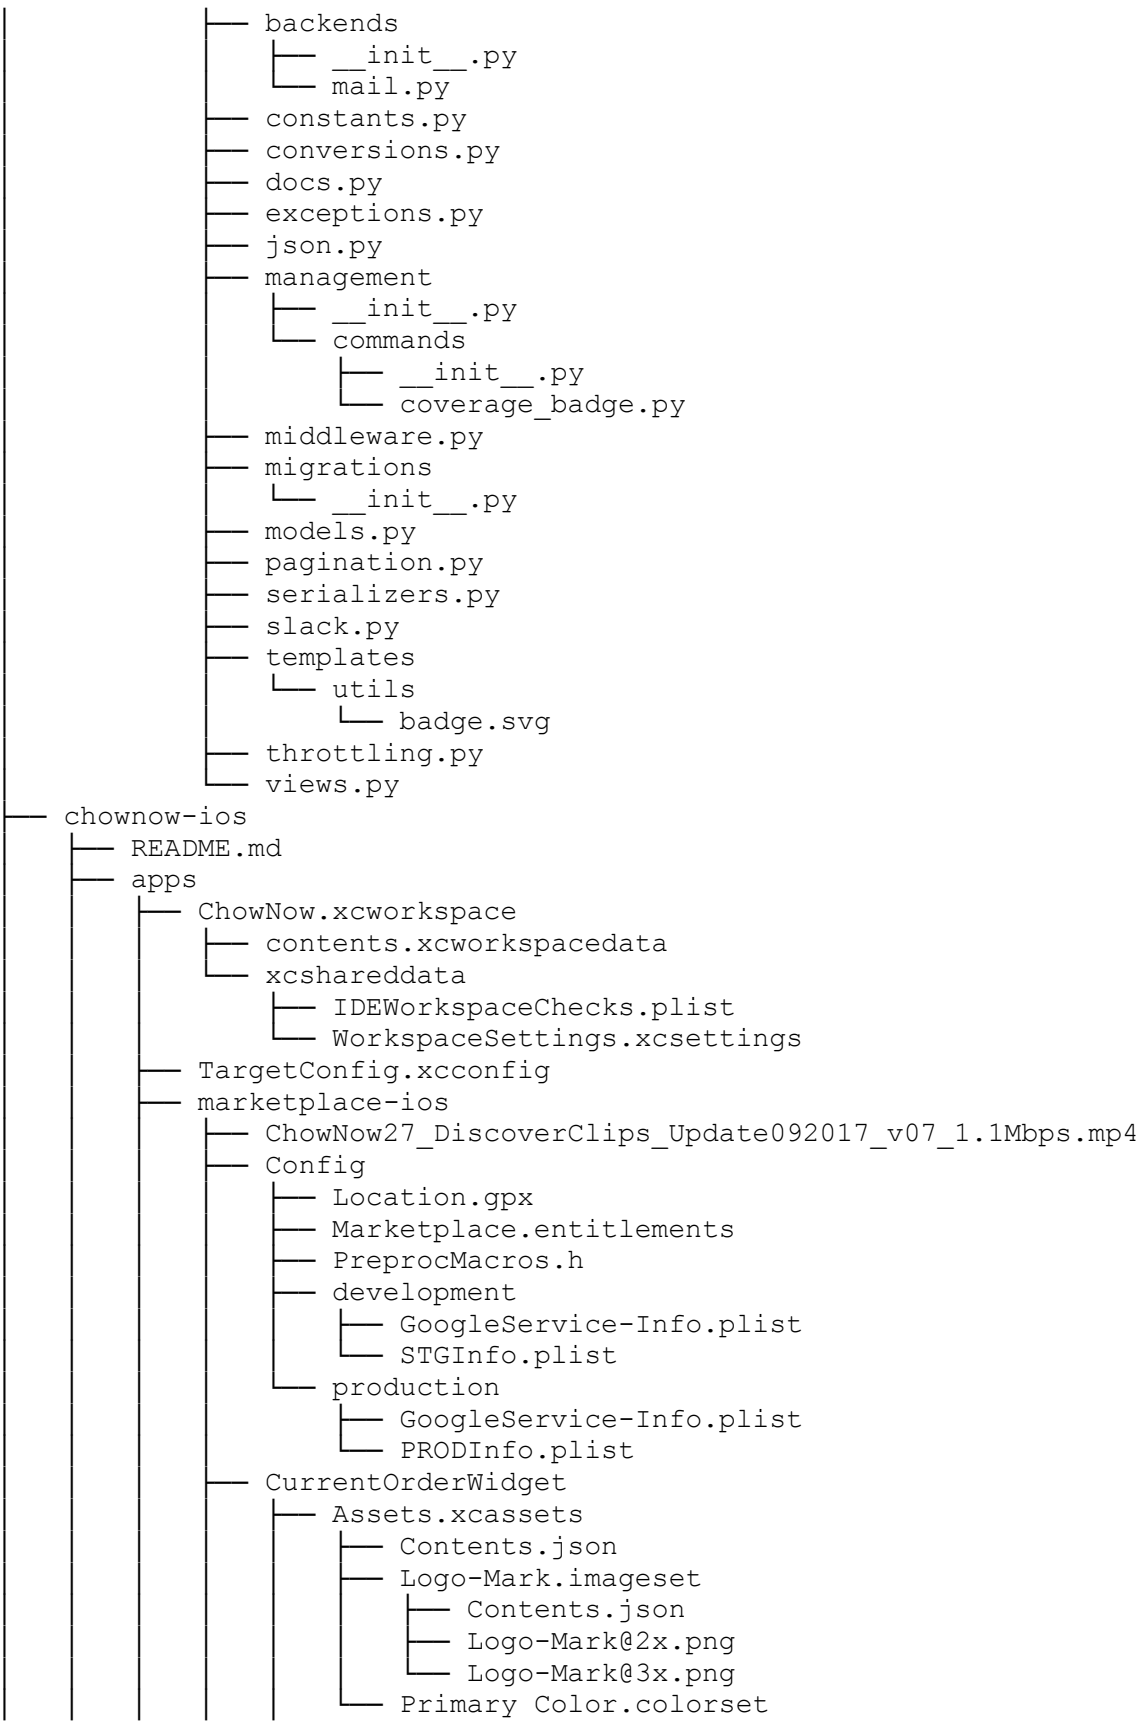 │           ├── backends
│           │   ├── __init__.py
│           │   └── mail.py
│           ├── constants.py
│           ├── conversions.py
│           ├── docs.py
│           ├── exceptions.py
│           ├── json.py
│           ├── management
│           │   ├── __init__.py
│           │   └── commands
│           │       ├── __init__.py
│           │       └── coverage_badge.py
│           ├── middleware.py
│           ├── migrations
│           │   └── __init__.py
│           ├── models.py
│           ├── pagination.py
│           ├── serializers.py
│           ├── slack.py
│           ├── templates
│           │   └── utils
│           │       └── badge.svg
│           ├── throttling.py
│           └── views.py
├── chownow-ios
│   ├── README.md
│   ├── apps
│   │   ├── ChowNow.xcworkspace
│   │   │   ├── contents.xcworkspacedata
│   │   │   └── xcshareddata
│   │   │       ├── IDEWorkspaceChecks.plist
│   │   │       └── WorkspaceSettings.xcsettings
│   │   ├── TargetConfig.xcconfig
│   │   ├── marketplace-ios
│   │   │   ├── ChowNow27_DiscoverClips_Update092017_v07_1.1Mbps.mp4
│   │   │   ├── Config
│   │   │   │   ├── Location.gpx
│   │   │   │   ├── Marketplace.entitlements
│   │   │   │   ├── PreprocMacros.h
│   │   │   │   ├── development
│   │   │   │   │   ├── GoogleService-Info.plist
│   │   │   │   │   └── STGInfo.plist
│   │   │   │   └── production
│   │   │   │       ├── GoogleService-Info.plist
│   │   │   │       └── PRODInfo.plist
│   │   │   ├── CurrentOrderWidget
│   │   │   │   ├── Assets.xcassets
│   │   │   │   │   ├── Contents.json
│   │   │   │   │   ├── Logo-Mark.imageset
│   │   │   │   │   │   ├── Contents.json
│   │   │   │   │   │   ├── Logo-Mark@2x.png
│   │   │   │   │   │   └── Logo-Mark@3x.png
│   │   │   │   │   └── Primary Color.colorset